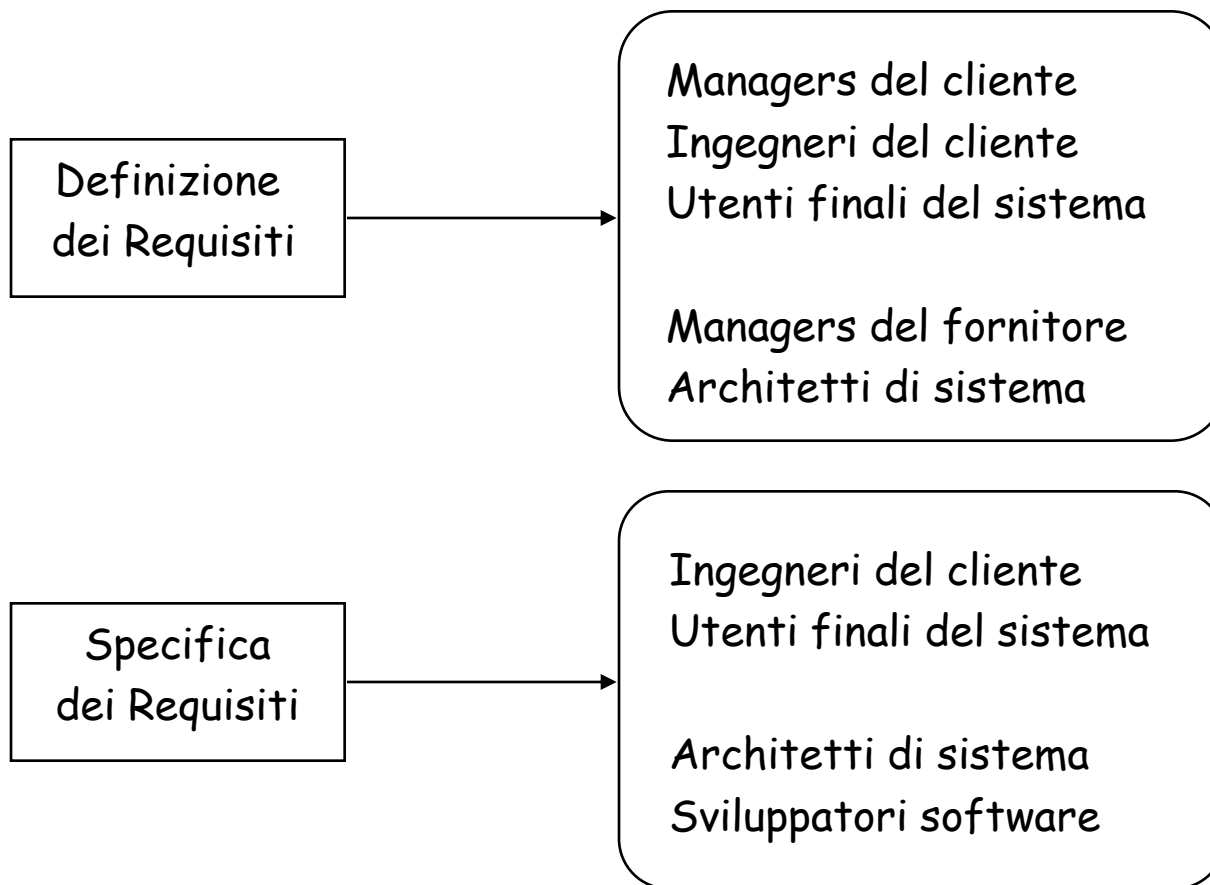 Definizione
dei Requisiti
Managers del cliente
Ingegneri del cliente
Utenti finali del sistema
Managers del fornitore
Architetti di sistema
Specifica
dei Requisiti
Ingegneri del cliente
Utenti finali del sistema
Architetti di sistema
Sviluppatori software